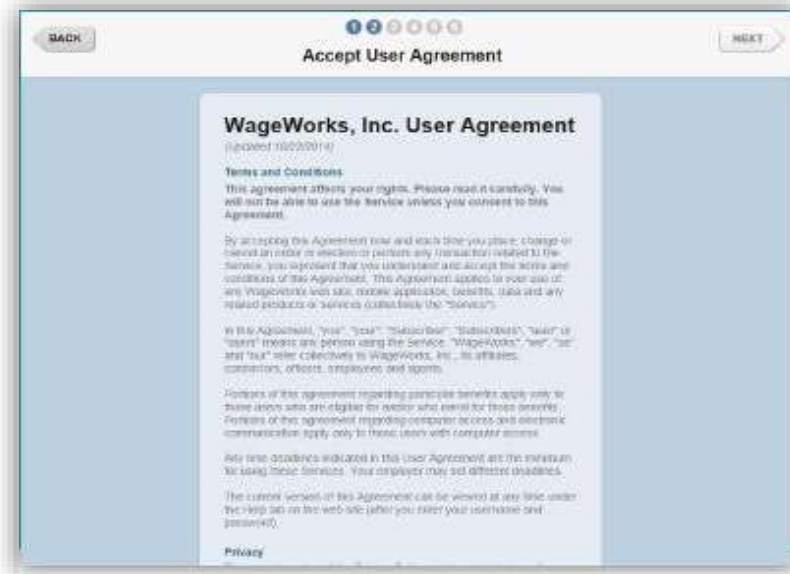 BACK
1 2 3 4 5 6
NEXT
Accept User Agreement
WageWorks, Inc. User Agreement
(Updated 10/22/2014)
Terms and Conditions
This agreement affects your rights. Please read it carefully. You
will not be able to use the Service unless you consent to this
Agreement.
By accepting this Agreement now and each time you place, change or
cancel an order or election or perform any transaction related to the
Service, you represent that you understand and accept the terms and
conditions of this Agreement. This Agreement applies to your use of
any WageWorks web site, mobile application, benefits, data and any
related products or services (collectively the "Service").
In this Agreement, "you", "your", "Subscriber", "Subscribers", "user" or
"users" means any person using the Service. "WageWorks", "we", "us"
and "our" refer collectively to WageWorks, Inc., its affiliates,
contractors, officers, employees and agents.
Portions of this agreement regarding particular benefits apply only to
those users who are eligible for and/or who enroll for those benefits.
Portions of this agreement regarding computer access and electronic
communication apply only to those users with computer access.
Any time deadlines indicated in this User Agreement are the minimum
for using these Services. Your employer may set different deadlines.
The current version of this Agreement can be viewed at any time under
the Help tab on the web site (after you enter your username and
password).
Privacy